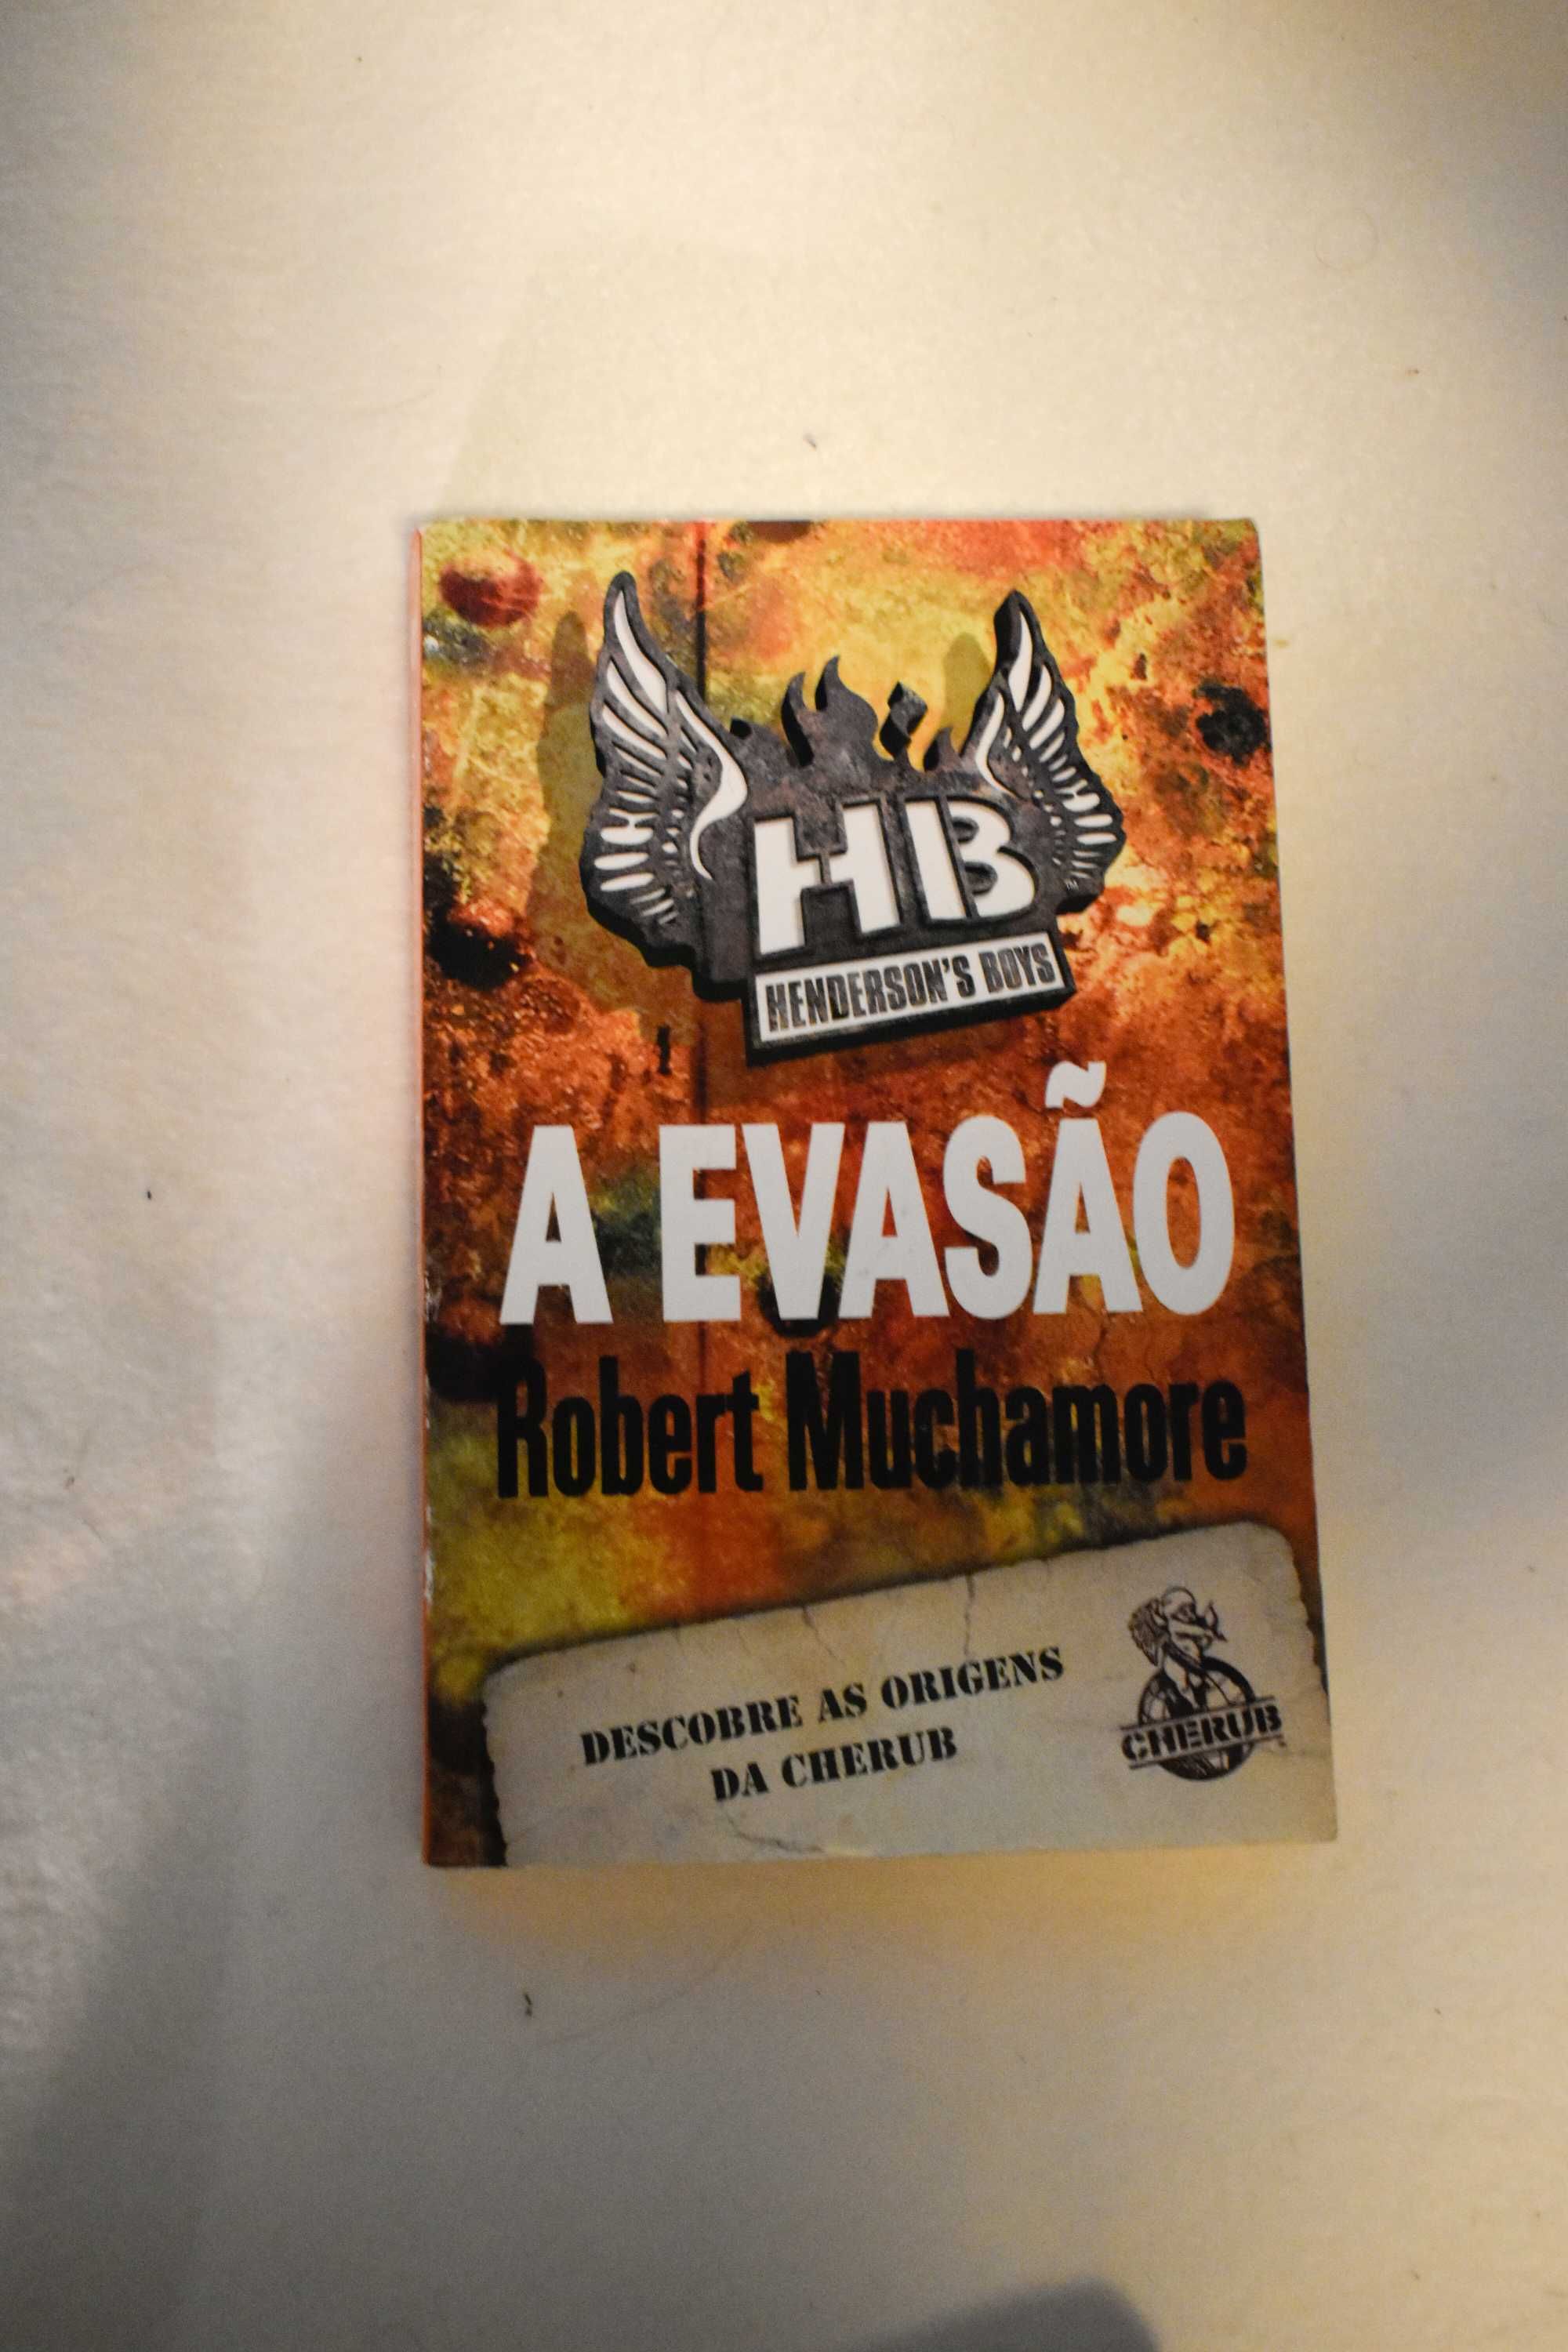 HB
HENDERSON'S BOYS
A EVASÃO
Robert Muchamore
DESCOBRE AS ORIGENS
DA CHERUB
CHERUB